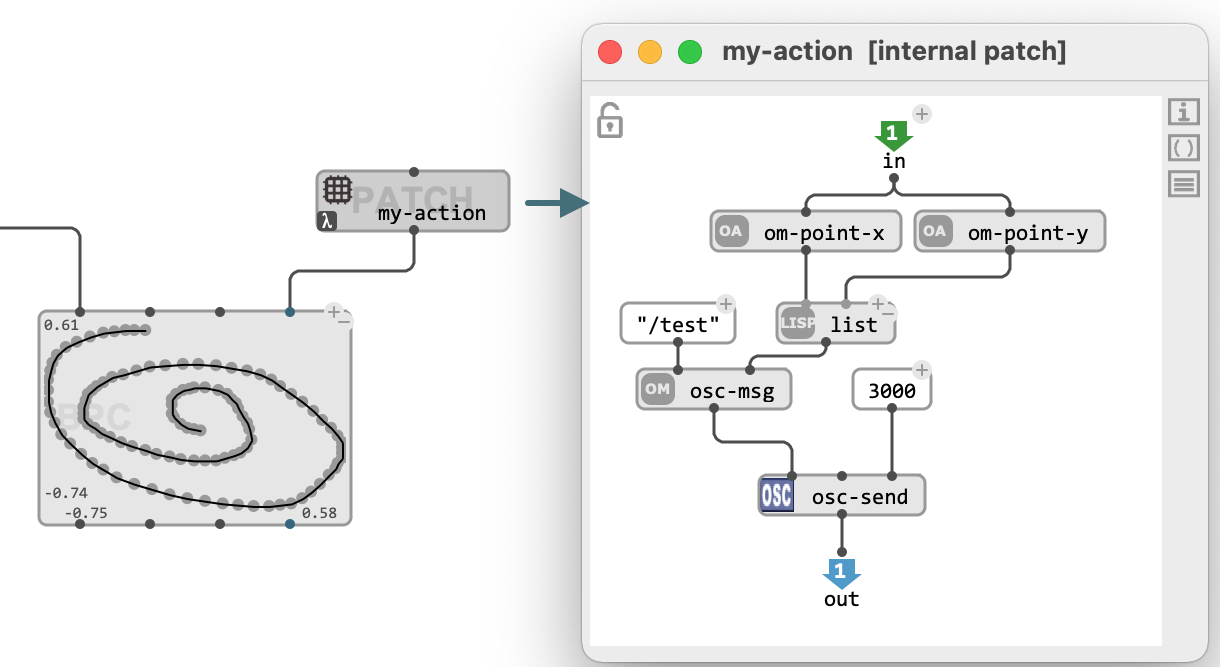 PATCH
λ my-action
0.61
BPC
-0.74
-0.75
0.58
my-action [internal patch]
i
( )
1
in
OA om-point-x
OA om-point-y
"/test"
LISP list
OM osc-msg
3000
OSC osc-send
1
out